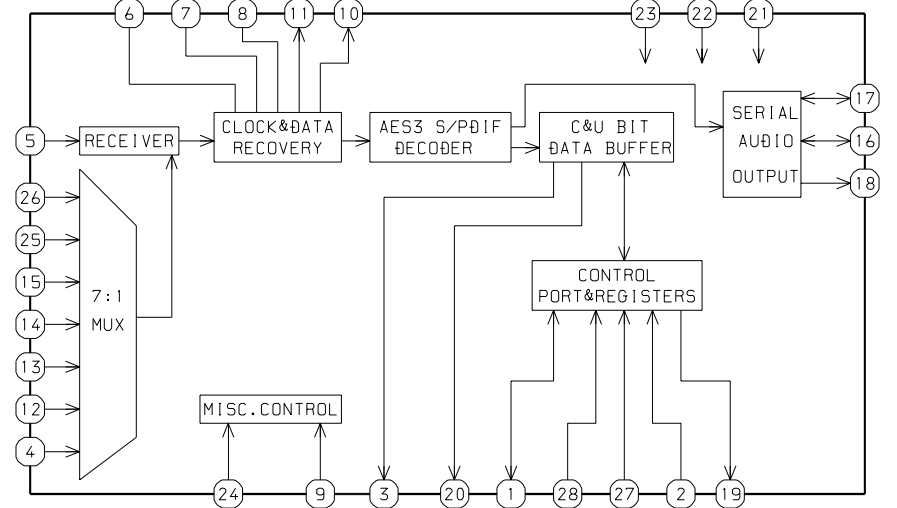 6
7
8
11
10
23
22
21
17
SERIAL
AUDIO
OUTPUT
16
18
5
RECEIVER
CLOCK&DATA
RECOVERY
AES3 S/PDIF
DECODER
C&U BIT
DATA BUFFER
26
25
15
14
13
12
4
7:1
MUX
CONTROL
PORT&REGISTERS
MISC.CONTROL
24
9
3
20
1
28
27
2
19